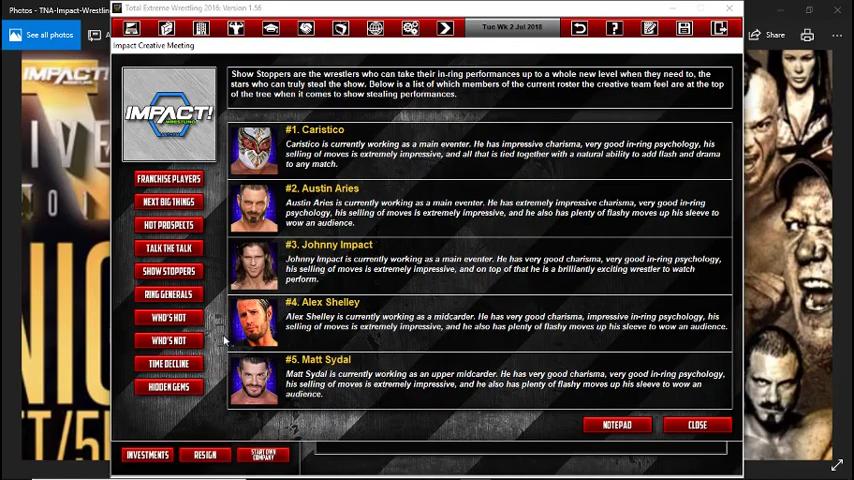 Photos - TNA-Impact-Wrestlin
Total Extreme Wrestling 2016: Version 1.56
See all photos
Share
Tue Wk 2 Jul 2018
Impact Creative Meeting
IMPACT!
Show Stoppers are the wrestlers who can take their in-ring performances up to a whole new level when they need to, the
stars who can truly steal the show. Below is a list of which members of the current roster the creative team feel are at the top
of the tree when it comes to show stealing performances.
IMPACT!
FRANCHISE PLAYERS
NEXT BIG THINGS
HOT PROSPECTS
TALK THE TALK
SHOW STOPPERS
RING GENERALS
WHO'S HOT
WHO'S NOT
TIME DECLINE
HIDDEN GEMS
#1. Caristico
Caristico is currently working as a main eventer. He has impressive charisma, very good in-ring psychology, his
selling of moves is extremely impressive, and all that is tied together with a natural ability to add flash and drama
to any match.
#2. Austin Aries
Austin Aries is currently working as a main eventer. He has extremely impressive charisma, very good in-ring
psychology, his selling of moves is extremely impressive, and he also has plenty of flashy moves up his sleeve to
wow an audience.
#3. Johnny Impact
Johnny Impact is currently working as a main eventer. He has very good charisma, very good in-ring psychology,
his selling of moves is extremely impressive, and on top of that he is a brilliantly exciting wrestler to watch
perform.
#4. Alex Shelley
Alex Shelley is currently working as a midcarder. He has very good charisma, impressive in-ring psychology, his
selling of moves is extremely impressive, and he also has plenty of flashy moves up his sleeve to wow an audience.
#5. Matt Sydal
Matt Sydal is currently working as an upper midcarder. He has very good charisma, very good in-ring psychology,
his selling of moves is extremely impressive, and he also has plenty of flashy moves up his sleeve to wow an
audience.
NOTEPAD
CLOSE
INVESTMENTS
RESIGN
START OWN
COMPANY